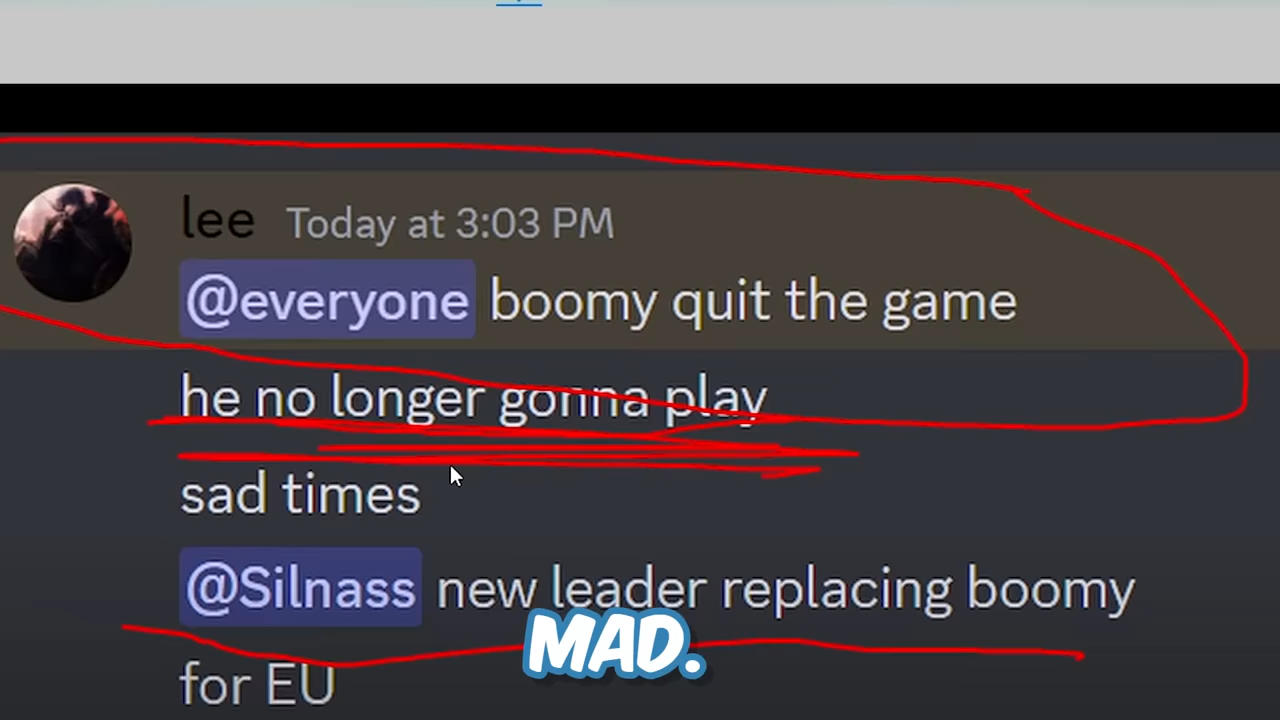 lee Today at 3:03 PM
@everyone boomy quit the game
he no longer gonna play
sad times
@Silnass new leader replacing boomy
MAD.
for EU